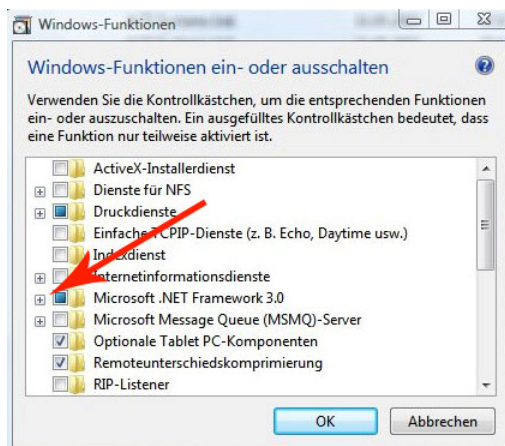 Windows-Funktionen
Windows-Funktionen ein- oder ausschalten
Verwenden Sie die Kontrollkästchen, um die entsprechenden Funktionen
ein- oder auszuschalten. Ein ausgefülltes Kontrollkästchen bedeutet, dass
eine Funktion nur teilweise aktiviert ist.
ActiveX-Installerdienst
Dienste für NFS
Druckdienste
Einfache TCPIP-Dienste (z. B. Echo, Daytime usw.)
Indexdienst
Internetinformationsdienste
Microsoft .NET Framework 3.0
Microsoft Message Queue (MSMQ)-Server
Optionale Tablet PC-Komponenten
Remoteunterschiedskomprimierung
RIP-Listener
OK Abbrechen